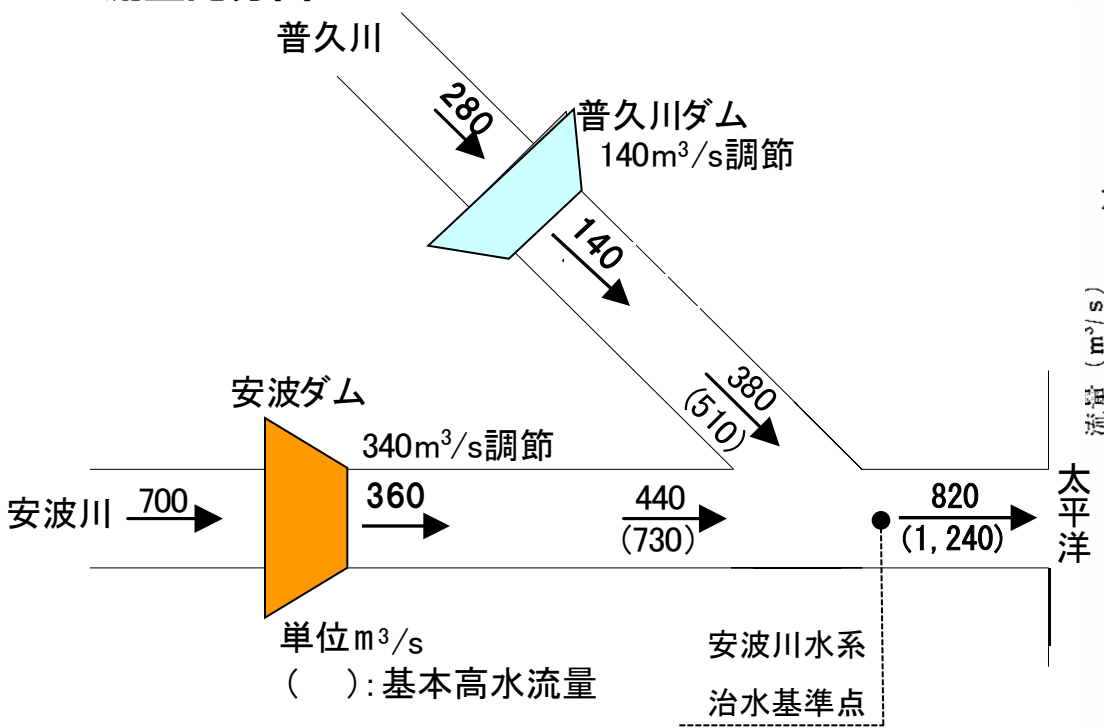 普久川
280
普久川ダム
140m³/s調節
140
380
(510)
流量 (m³/s)
安波ダム
340m³/s調節
安波川
700
360
440
(730)
820
(1,240)
太平洋
単位m³/s
(　):基本高水流量
安波川水系
治水基準点